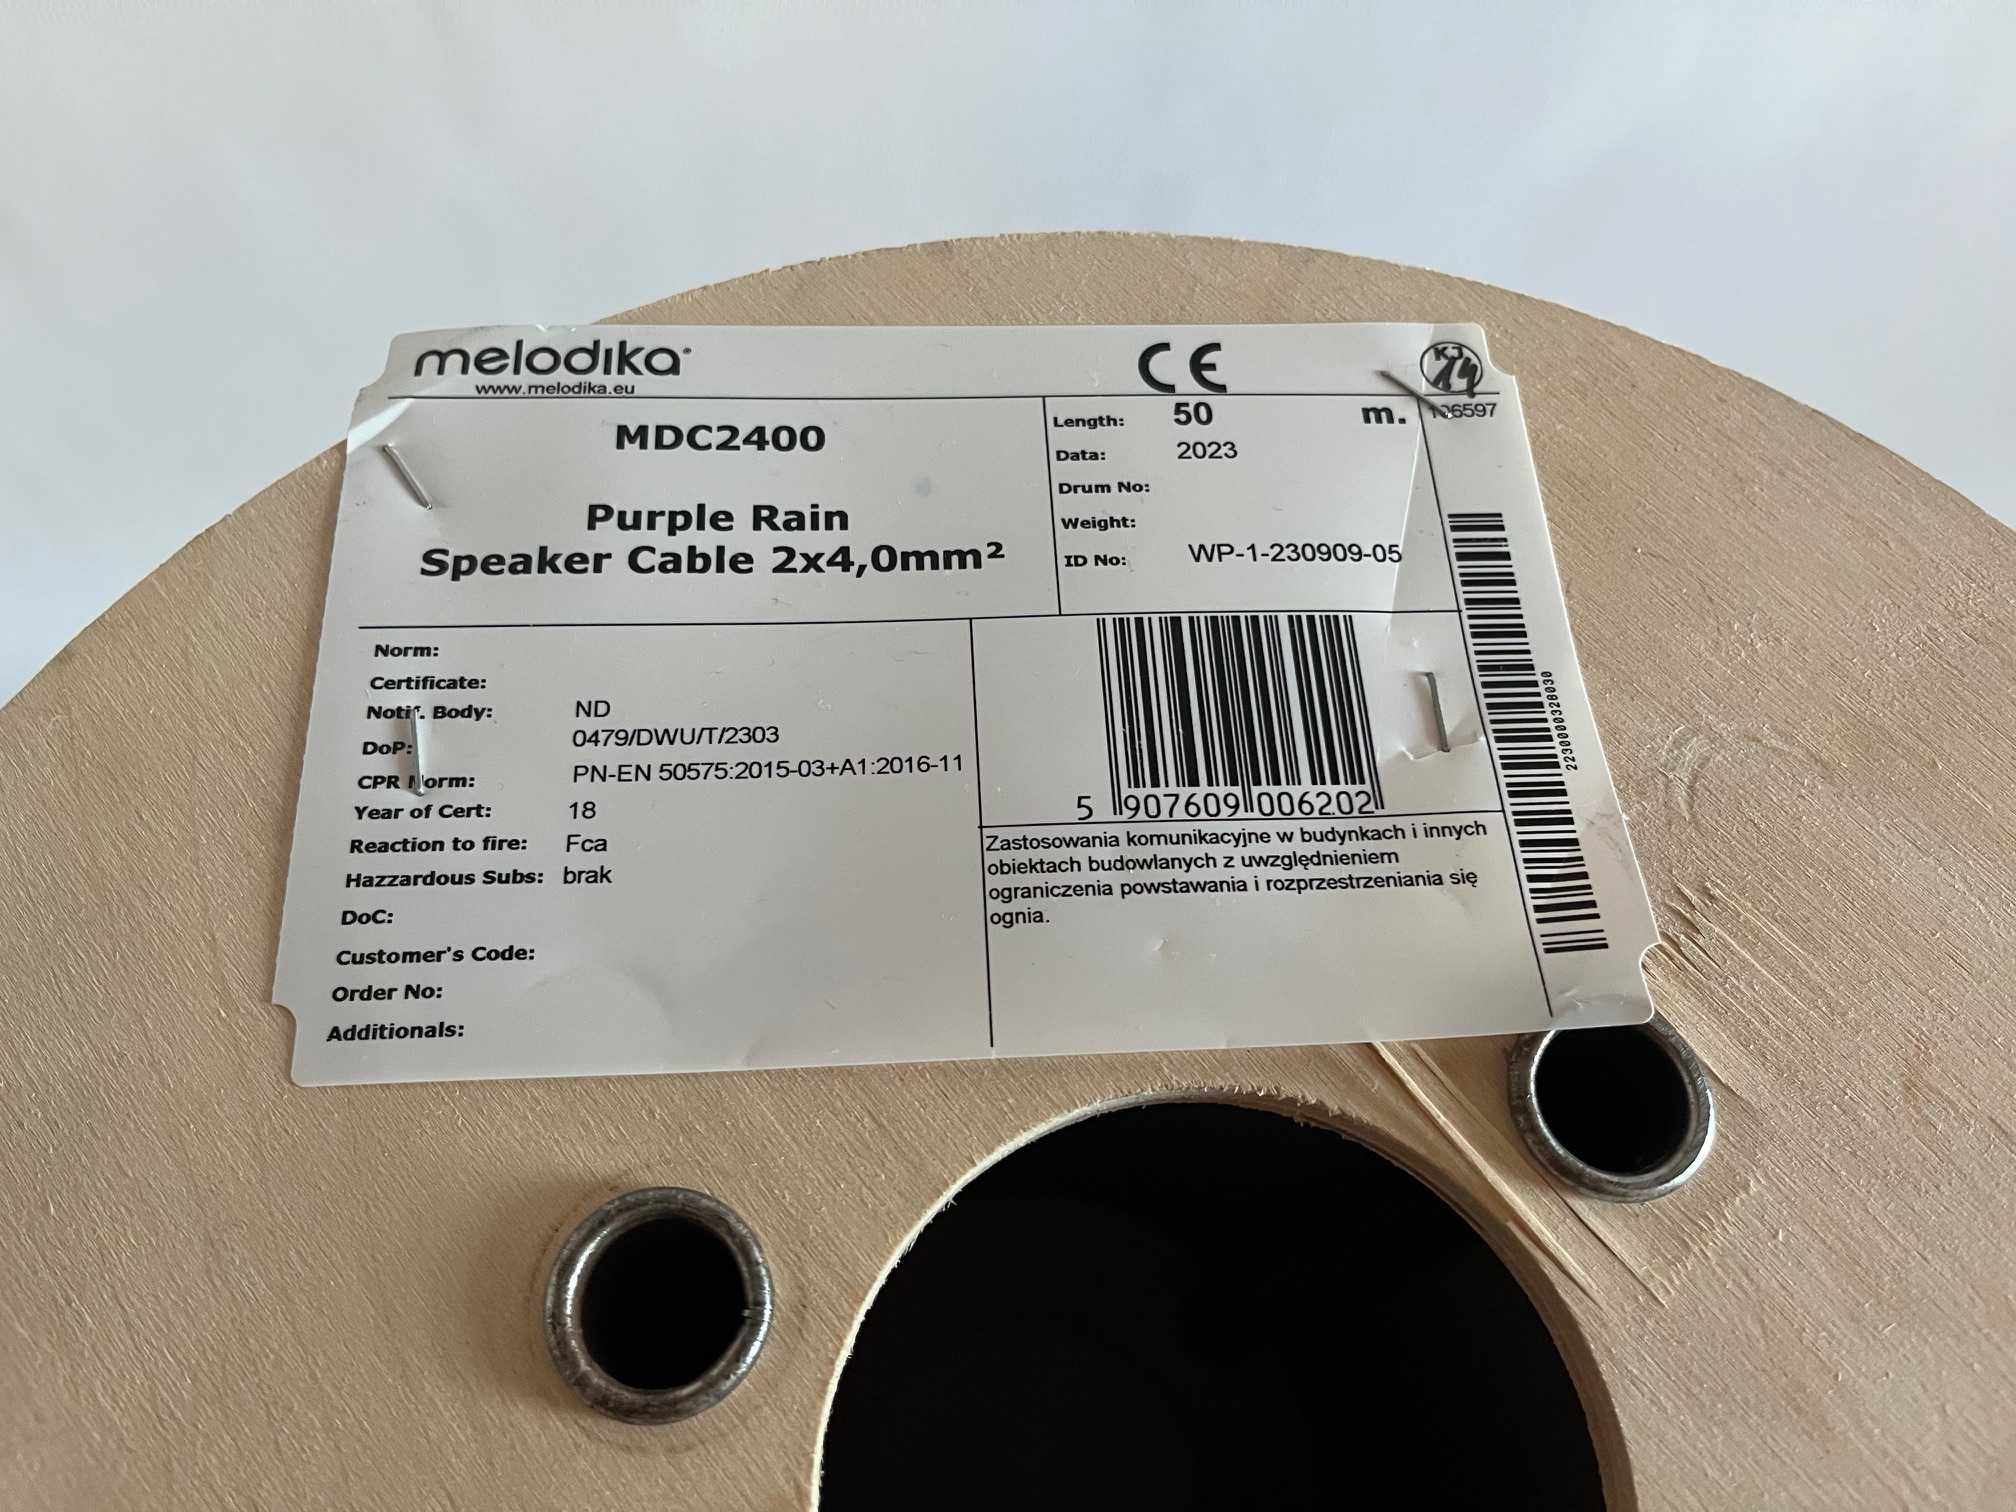 melodika®
www.melodika.eu
CE
KJ
14
MDC2400
Purple Rain
Speaker Cable 2x4,0mm²
Length: 50 m.
Data: 2023
Drum No:
Weight:
ID No: WP-1-230909-05
Norm:
Certificate:
Notif. Body: ND
DoP: 0479/DWU/T/2303
CPR Norm: PN-EN 50575:2015-03+A1:2016-11
Year of Cert: 18
Reaction to fire: Fca
Hazzardous Subs: brak
DoC:
Customer's Code:
Order No:
Additionals:
5 907609 006202
Zastosowania komunikacyjne w budynkach i innych
obiektach budowlanych z uwzględnieniem
ograniczenia powstawania i rozprzestrzeniania się
ognia.
2230000328030